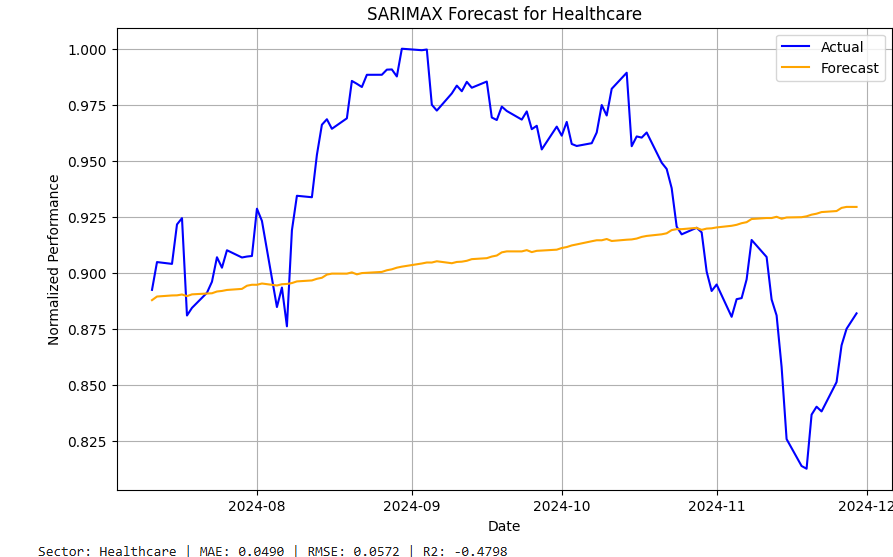 SARIMAX Forecast for Healthcare
Actual
Forecast
Normalized Performance
1.000
0.975
0.950
0.925
0.900
0.875
0.850
0.825
2024-08 2024-09 2024-10 2024-11 2024-12
Date
Sector: Healthcare | MAE: 0.0490 | RMSE: 0.0572 | R2: -0.4798